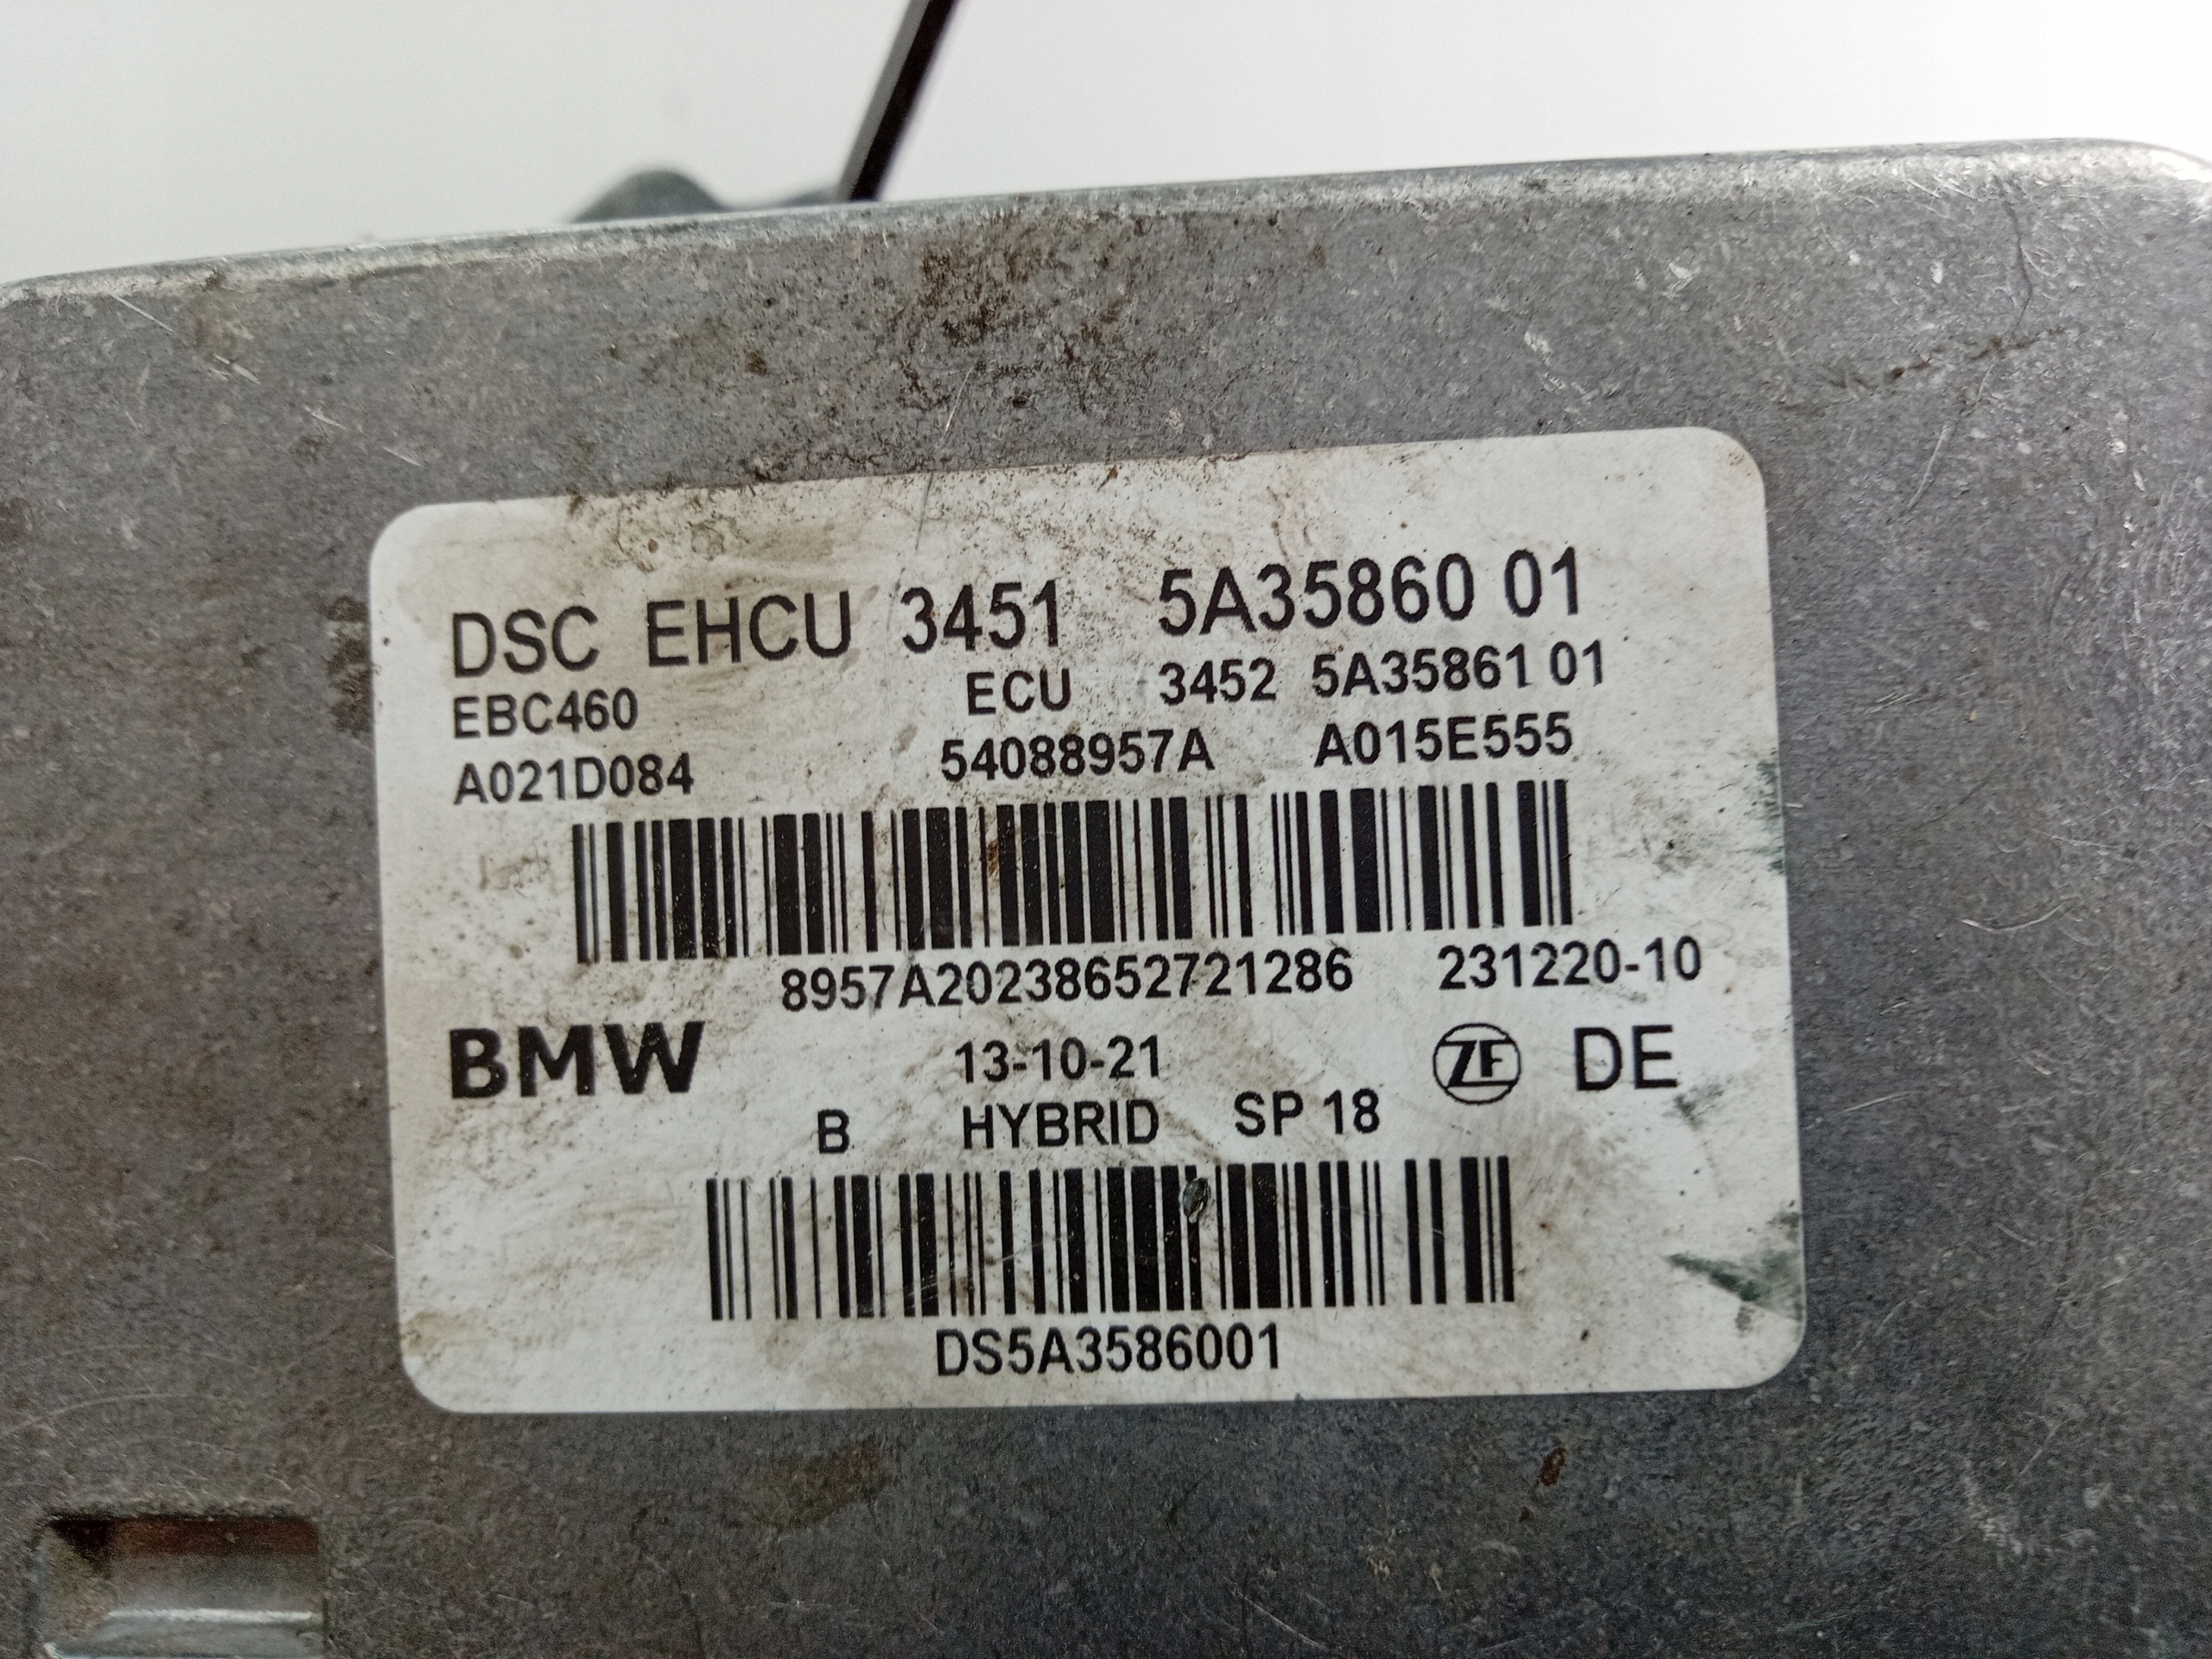 DSC EHCU 3451 5A35860 01
EBC460 ECU 3452 5A35861 01
A021D084 54088957A A015E555
8957A20238652721286 231220-10
BMW 13-10-21 ZF DE
B HYBRID SP 18
DS5A3586001